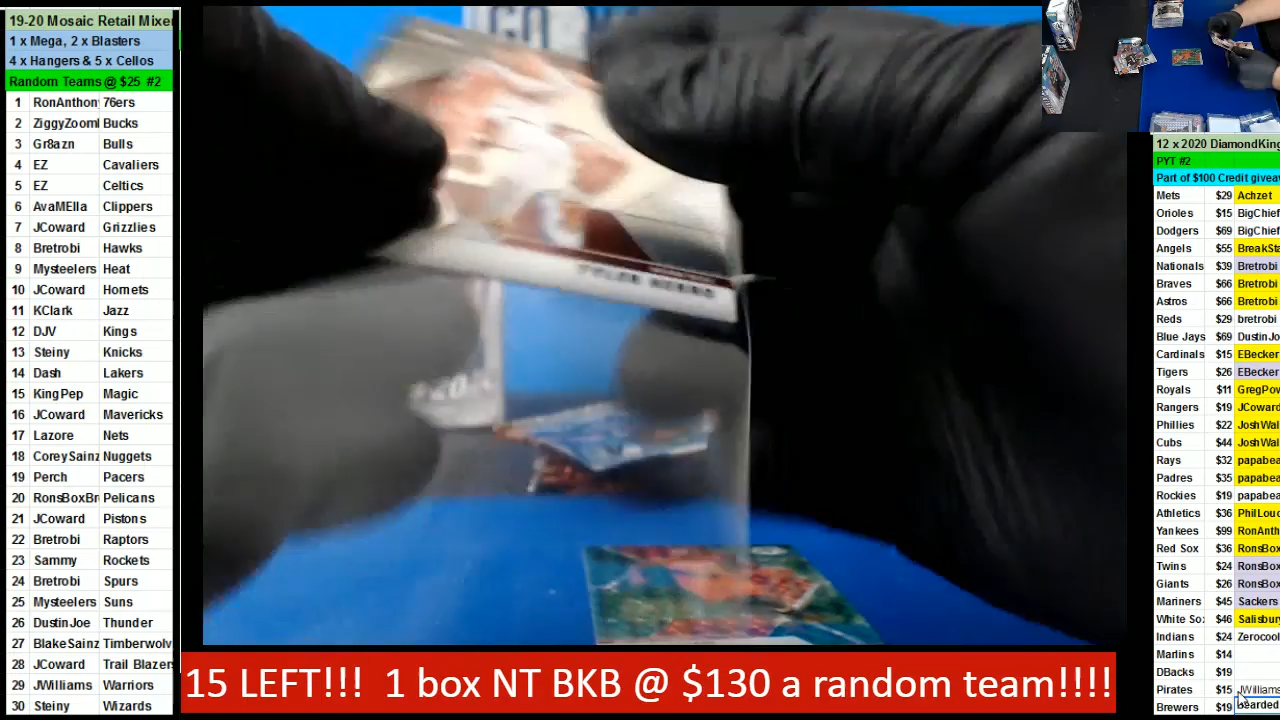 19-20 Mosaic Retail Mixer
1 x Mega, 2 x Blasters
4 x Hangers & 5 x Cellos
Random Teams @ $25 #2
1 RonAnthony 76ers
2 ZiggyZooml Bucks
3 Gr8azn Bulls
4 EZ Cavaliers
5 EZ Celtics
6 AvaMElla Clippers
7 JCoward Grizzlies
8 Bretrobi Hawks
9 Mysteelers Heat
10 JCoward Hornets
11 KClark Jazz
12 DJV Kings
13 Steiny Knicks
14 Dash Lakers
15 KingPep Magic
16 JCoward Mavericks
17 Lazore Nets
18 CoreySainz Nuggets
19 Perch Pacers
20 RonsBoxBr Pelicans
21 JCoward Pistons
22 Bretrobi Raptors
23 Sammy Rockets
24 Bretrobi Spurs
25 Mysteelers Suns
26 DustinJoe Thunder
27 BlakeSainz Timberwolv
28 JCoward Trail Blazers
29 JWilliams Warriors
30 Steiny Wizards
TYLER HERRO
15 LEFT!!! 1 box NT BKB @ $130 a random team!!!!
12 x 2020 DiamondKing
PYT #2
Part of $100 Credit givea
Mets $29 Achzet
Orioles $15 BigChief
Dodgers $69 BigChief
Angels $55 BreakSta
Nationals $39 Bretrobi
Braves $66 Bretrobi
Astros $66 Bretrobi
Reds $29 bretrobi
Blue Jays $69 DustinJo
Cardinals $15 EBecker
Tigers $26 EBecker
Royals $11 GregPov
Rangers $19 JCoward
Phillies $22 JoshWal
Cubs $44 JoshWal
Rays $32 papabea
Padres $35 papabea
Rockies $19 papabea
Athletics $36 PhilLoud
Yankees $99 RonAnth
Red Sox $36 RonsBox
Twins $24 RonsBox
Giants $26 RonsBox
Mariners $45 Sackers
White So: $46 Salisbury
Indians $24 Zerocool
Marlins $14
DBacks $19
Pirates $15 JWilliams
Brewers $19 bearded